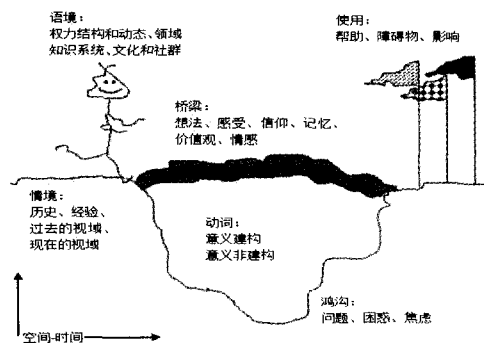 语境:
权力结构和动态、领域
知识系统、文化和社群
使用:
帮助、障碍物、影响
桥梁:
想法、感受、信仰、记忆、
价值观、情感
情境:
历史、经验、
过去的视域、
现在的视域
动词:
意义建构
意义非建构
鸿沟:
问题、困惑、焦虑
空间-时间